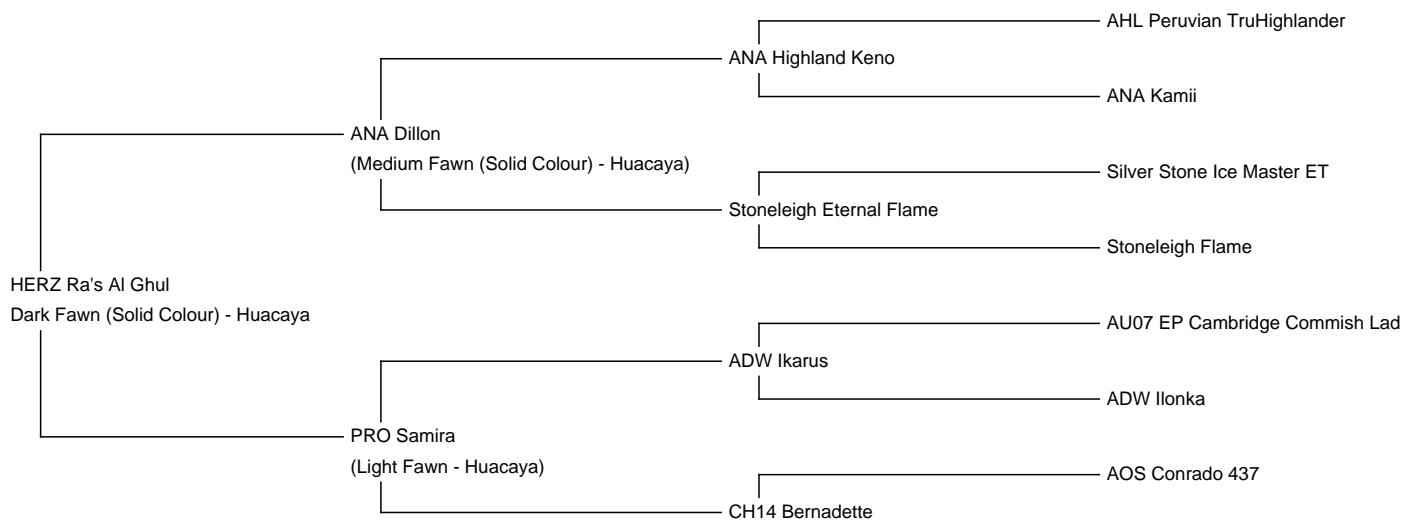 AHL Peruvian TruHighlander
ANA Highland Keno
ANA Kamii
ANA Dillon
(Medium Fawn (Solid Colour) - Huacaya)
Silver Stone Ice Master ET
Stoneleigh Eternal Flame
Stoneleigh Flame
HERZ Ra's Al Ghul
Dark Fawn (Solid Colour) - Huacaya
AU07 EP Cambridge Commish Lad
ADW Ikarus
ADW Ilonka
PRO Samira
(Light Fawn - Huacaya)
AOS Conrado 437
CH14 Bernadette